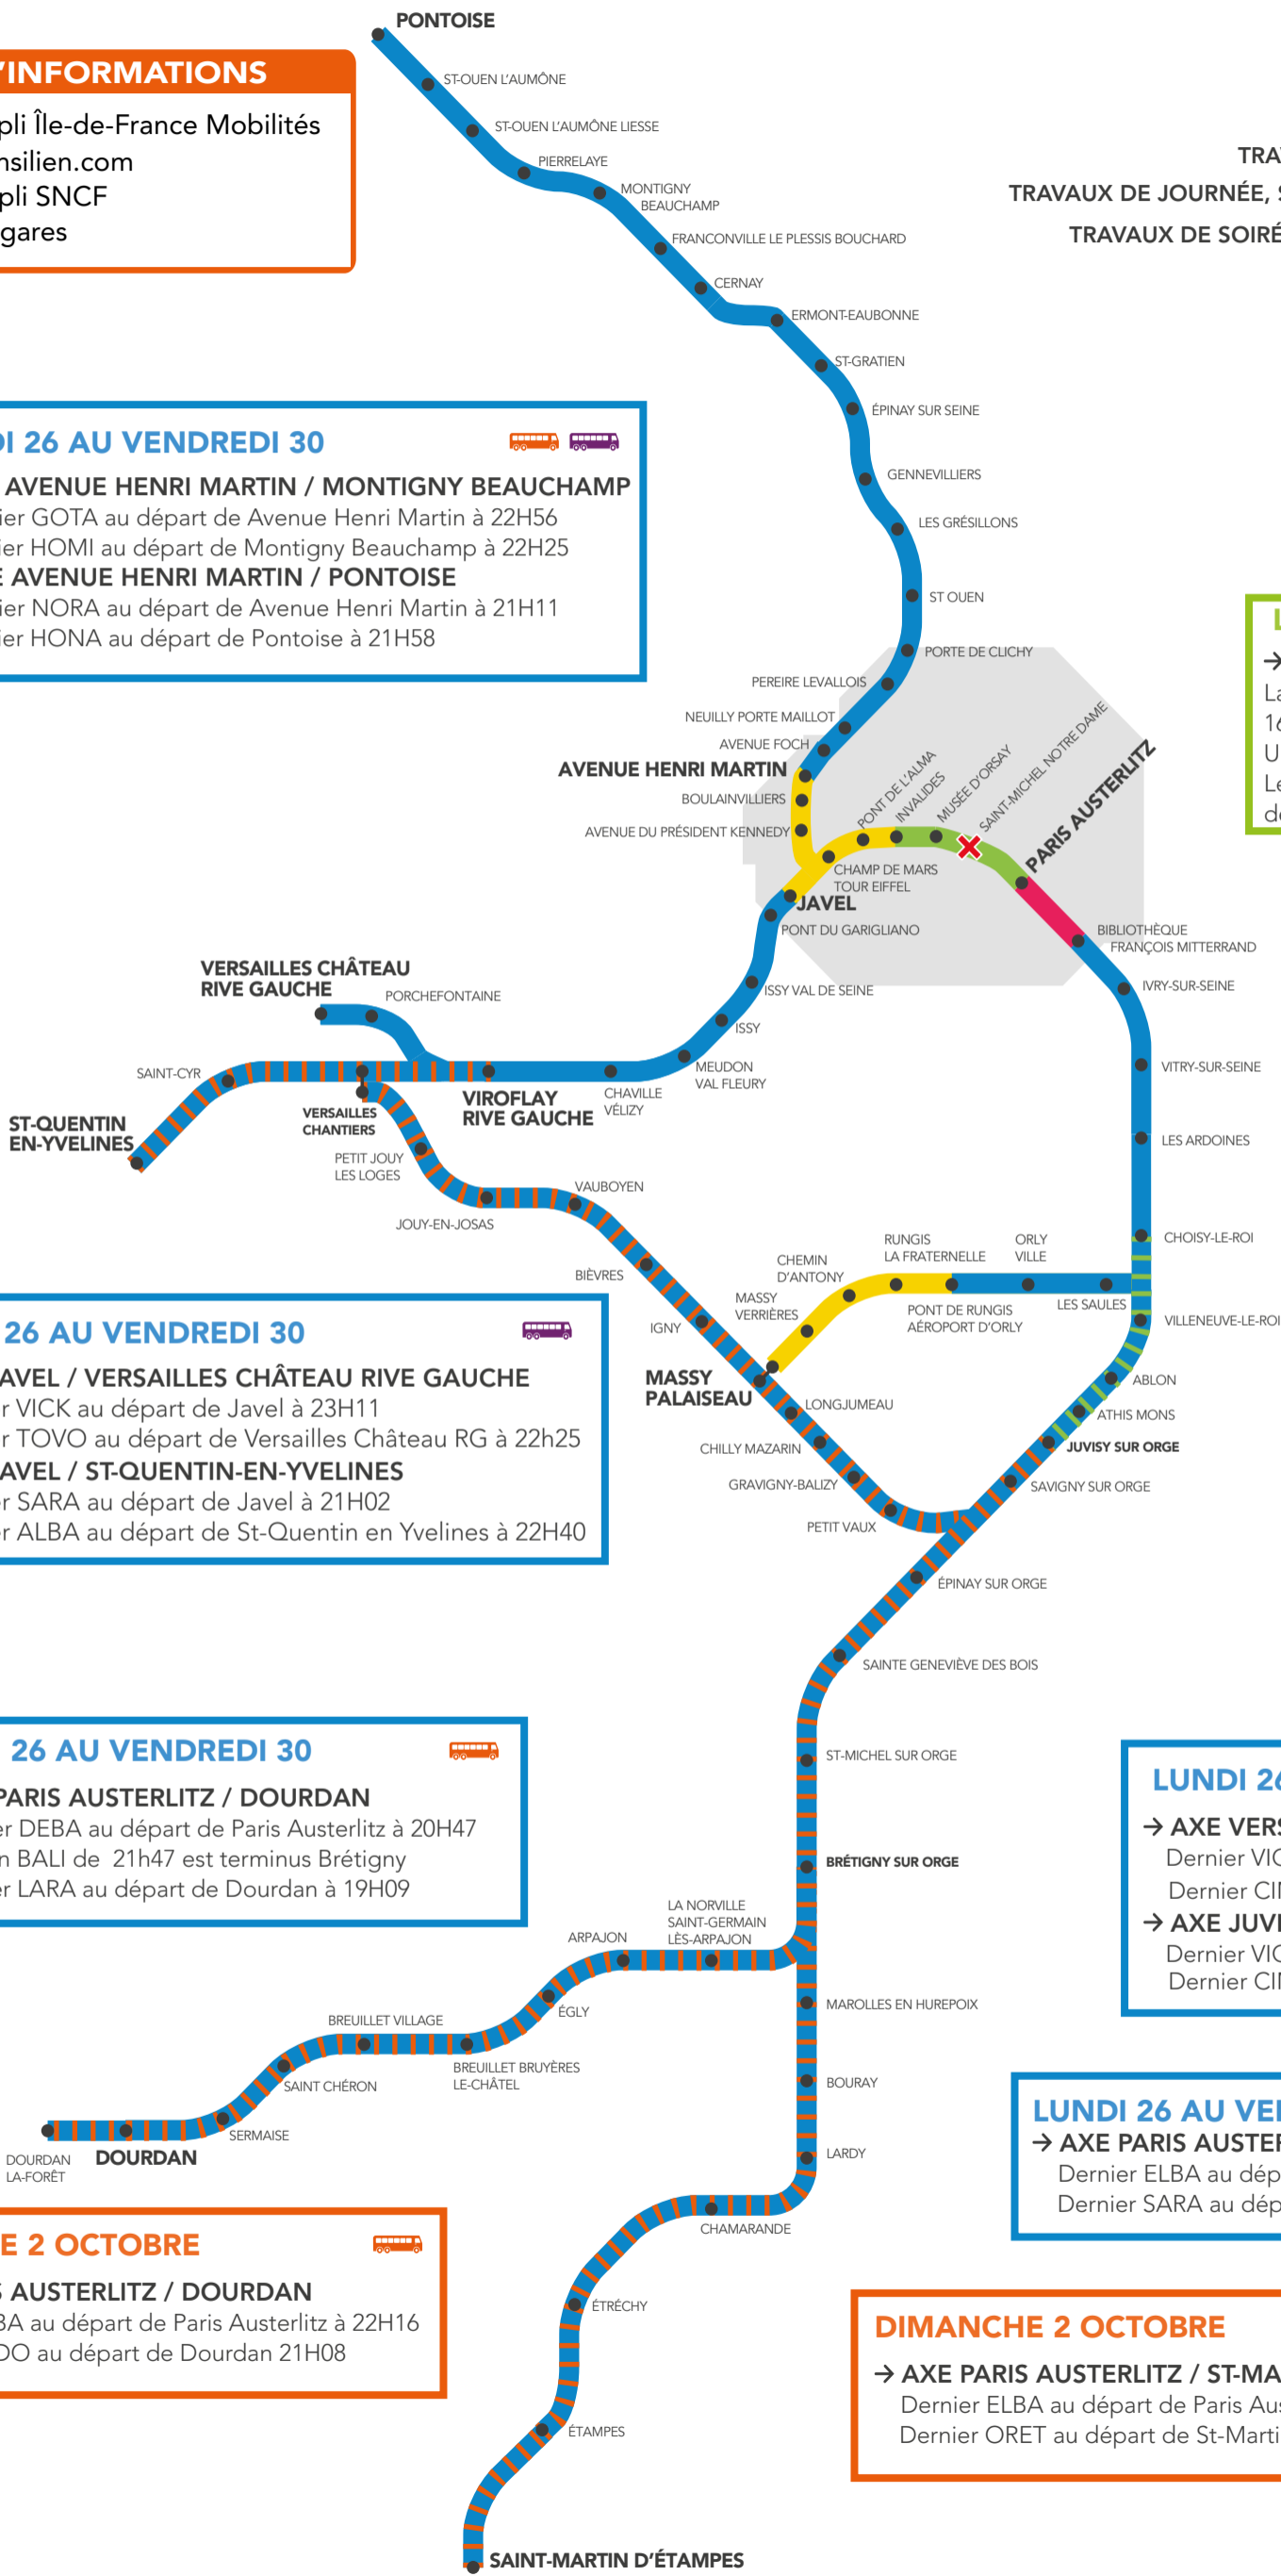 PONTOISE
ST-OUEN L'AUMÔNE
'INFORMATIONS
pli Île-de-France Mobilités
nsilien.com
pli SNCF
gares
ST-OUEN L'AUMÔNE LIESSE
PIERRELAYE
MONTIGNY
BEAUCHAMP
TRA
TRAVAUX DE JOURNÉE, S
TRAVAUX DE SOIRÉ
FRANCONVILLE LE PLESSIS BOUCHARD
CERNAY
ERMONT-EAUBONNE
ST-GRATIEN
ÉPINAY SUR SEINE
GENNEVILLIERS
LES GRÉSILLONS
ST OUEN
PORTE DE CLICHY
DI 26 AU VENDREDI 30
AVENUE HENRI MARTIN / MONTIGNY BEAUCHAMP
ier GOTA au départ de Avenue Henri Martin à 22H56
ier HOMI au départ de Montigny Beauchamp à 22H25
E AVENUE HENRI MARTIN / PONTOISE
ier NORA au départ de Avenue Henri Martin à 21H11
ier HONA au départ de Pontoise à 21H58
L
→
La
16
U
Le
de
PEREIRE LEVALLOIS
NEUILLY PORTE MAILLOT
AVENUE FOCH
AVENUE HENRI MARTIN
BOULAINVILLIERS
AVENUE DU PRÉSIDENT KENNEDY
PONT DE L'ALMA
INVALIDES
MUSÉE D'ORSAY
SAINT-MICHEL NOTRE DAME
PARIS AUSTERLITZ
CHAMP DE MARS
TOUR EIFFEL
JAVEL
PONT DU GARIGLIANO
BIBLIOTHÈQUE
FRANÇOIS MITTERRAND
IVRY-SUR-SEINE
VERSAILLES CHÂTEAU
RIVE GAUCHE
PORCHEFONTAINE
ISSY VAL DE SEINE
ISSY
MEUDON
VAL FLEURY
VITRY-SUR-SEINE
SAINT-CYR
CHAVILLE
VÉLIZY
VIROFLAY
RIVE GAUCHE
VERSAILLES
CHANTIERS
ST-QUENTIN
EN-YVELINES
PETIT JOUY
LES LOGES
LES ARDOINES
VAUBOYEN
JOUY-EN-JOSAS
BIÈVRES
IGNY
CHEMIN
D'ANTONY
RUNGIS
LA FRATERNELLE
ORLY
VILLE
CHOISY-LE-ROI
MASSY
VERRIÈRES
PONT DE RUNGIS
AÉROPORT D'ORLY
LES SAULES
VILLENEUVE-LE-ROI
26 AU VENDREDI 30
AVEL / VERSAILLES CHÂTEAU RIVE GAUCHE
r VICK au départ de Javel à 23H11
r TOVO au départ de Versailles Château RG à 22h25
AVEL / ST-QUENTIN-EN-YVELINES
er SARA au départ de Javel à 21H02
er ALBA au départ de St-Quentin en Yvelines à 22H40
MASSY
PALAISEAU
ABLON
LONGJUMEAU
ATHIS MONS
CHILLY MAZARIN
JUVISY SUR ORGE
GRAVIGNY-BALIZY
SAVIGNY SUR ORGE
PETIT VAUX
ÉPINAY SUR ORGE
SAINTE GENEVIÈVE DES BOIS
ST-MICHEL SUR ORGE
26 AU VENDREDI 30
PARIS AUSTERLITZ / DOURDAN
er DEBA au départ de Paris Austerlitz à 20H47
n BALI de 21h47 est terminus Brétigny
er LARA au départ de Dourdan à 19H09
LUNDI 26
→ AXE VERS
Dernier VIC
Dernier CIN
→ AXE JUVI
Dernier VIC
Dernier CIN
BRÉTIGNY SUR ORGE
LA NORVILLE
SAINT-GERMAIN
LÈS-ARPAJON
ARPAJON
ÉGLY
MAROLLES EN HUREPOIX
BREUILLET VILLAGE
BREUILLET BRUYÈRES
LE-CHÂTEL
SAINT CHÉRON
BOURAY
SERMAISE
DOURDAN
LA-FORÊT
DOURDAN
LARDY
LUNDI 26 AU VEN
→ AXE PARIS AUSTER
Dernier ELBA au dép
Dernier SARA au dép
CHAMARANDE
E 2 OCTOBRE
S AUSTERLITZ / DOURDAN
BA au départ de Paris Austerlitz à 22H16
DO au départ de Dourdan 21H08
ÉTRÉCHY
DIMANCHE 2 OCTOBRE
→ AXE PARIS AUSTERLITZ / ST-MA
Dernier ELBA au départ de Paris Aus
Dernier ORET au départ de St-Marti
ÉTAMPES
SAINT-MARTIN D'ÉTAMPES